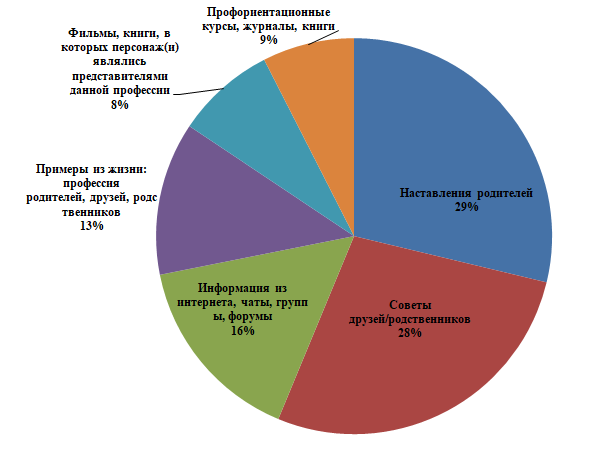 Профориентационные
курсы, журналы, книги
9%
Фильмы, книги, в
которых персонаж(и)
являлись
представителями
данной профессии
8%
Примеры из жизни:
профессия
родителей, друзей, родс
твенников
13%
Наставления родителей
29%
Информация из
интернета, чаты, групп
ы, форумы
16%
Советы
друзей/родственников
28%